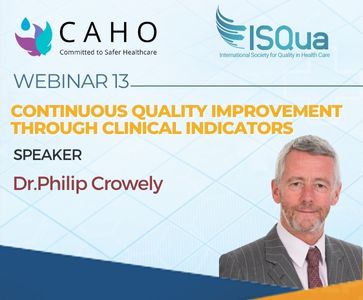 CAHO
Committed to Safer Healthcare
ISQua
International Society for Quality in Health Care
WEBINAR 13
CONTINUOUS QUALITY IMPROVEMENT
THROUGH CLINICAL INDICATORS
SPEAKER
Dr.Philip Crowely